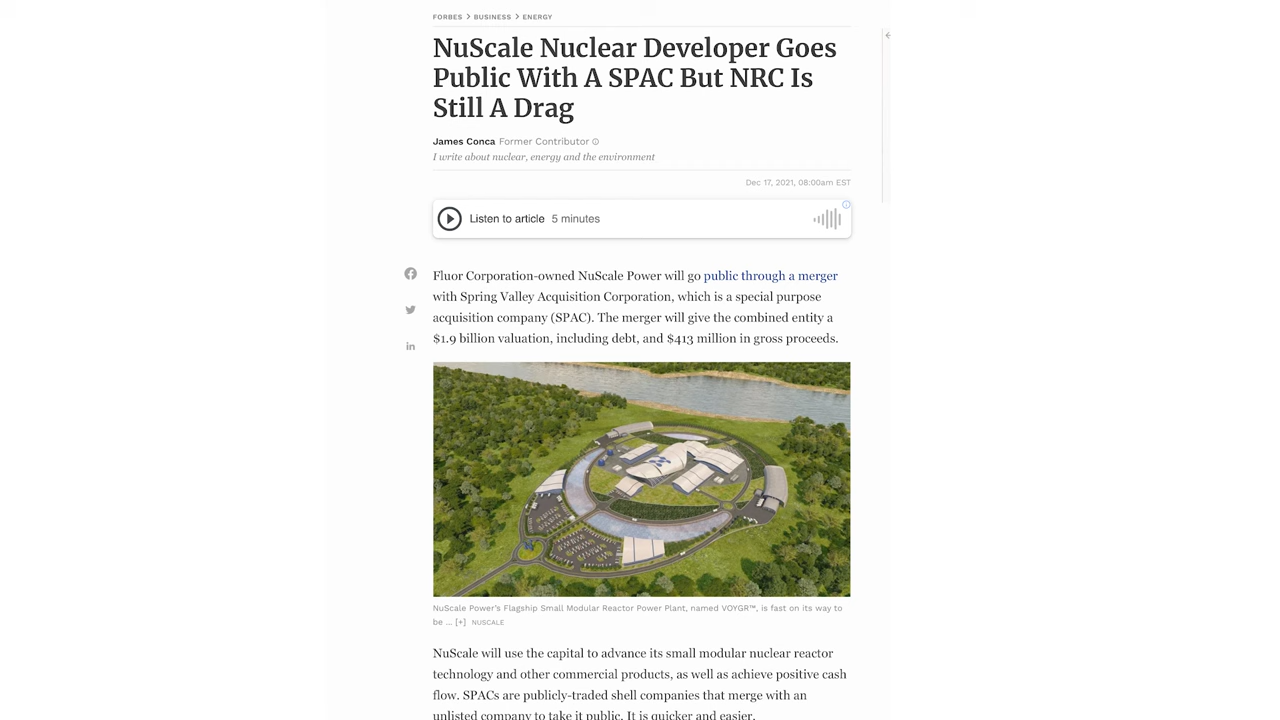 FORBES > BUSINESS > ENERGY
NuScale Nuclear Developer Goes
Public With A SPAC But NRC Is
Still A Drag
James Conca Former Contributor
I write about nuclear, energy and the environment
Dec 17, 2021, 08:00am EST
Listen to article 5 minutes
Fluor Corporation-owned NuScale Power will go public through a merger
with Spring Valley Acquisition Corporation, which is a special purpose
acquisition company (SPAC). The merger will give the combined entity a
$1.9 billion valuation, including debt, and $413 million in gross proceeds.
NuScale Power's Flagship Small Modular Reactor Power Plant, named VOYGR™, is fast on its way to
be ... [+] NUSCALE
NuScale will use the capital to advance its small modular nuclear reactor
technology and other commercial products, as well as achieve positive cash
flow. SPACs are publicly-traded shell companies that merge with an
unlisted company to take it public. It is quicker and easier.